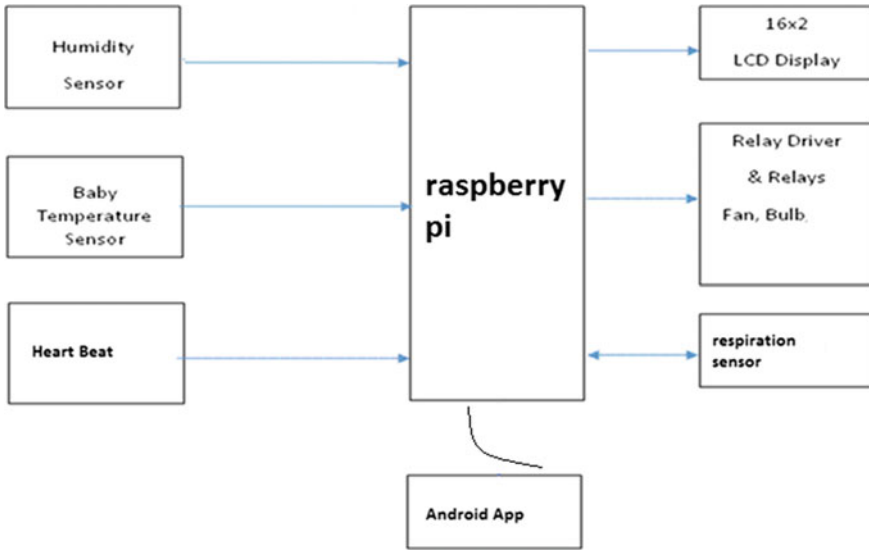 Humidity
Sensor
Baby
Temperature
Sensor
Heart Beat
raspberry
pi
16x2
LCD Display
Relay Driver
& Relays
Fan, Bulb,
respiration
sensor
Android App